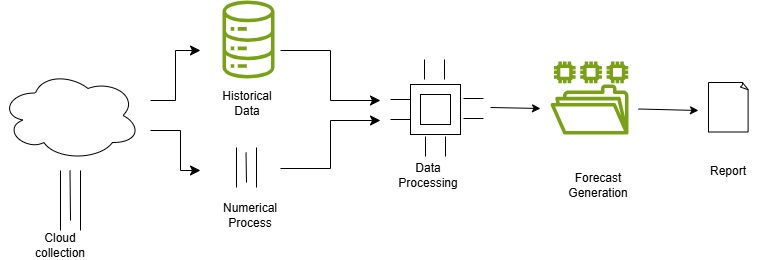 Historical
Data
Numerical
Process
Cloud
collection
Data
Processing
Forecast
Generation
Report